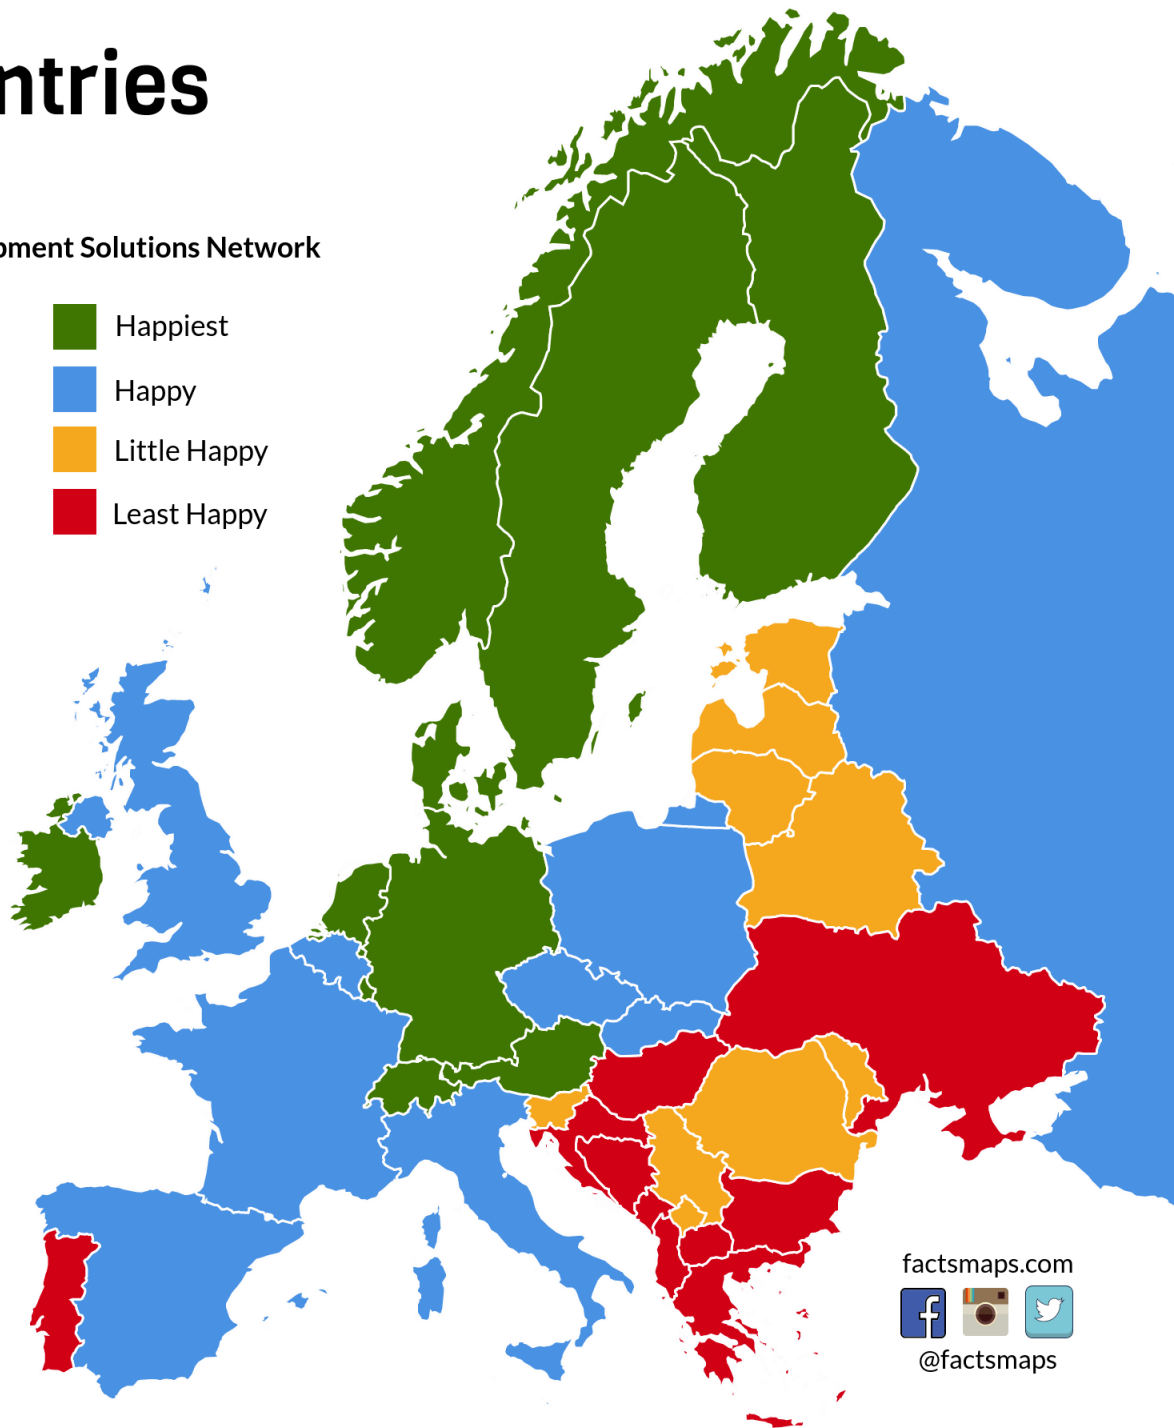 ntries
pment Solutions Network
Happiest
Happy
Little Happy
Least Happy
factsmaps.com
@factsmaps